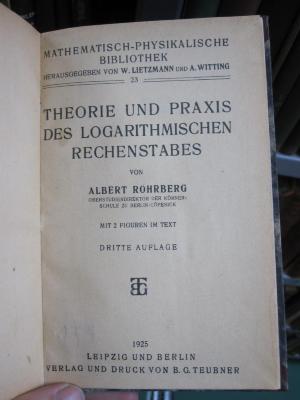 MATHEMATISCH-PHYSIKALISCHE
BIBLIOTHEK
HERAUSGEGEBEN VON W. LIETZMANN UND A. WITTING
23
THEORIE UND PRAXIS
DES LOGARITHMISCHEN
RECHENSTABES
VON
ALBERT ROHRBERG
OBERSTUDIENDIREKTOR DER KÖRNER-
SCHULE ZU BERLIN-CÖPENICK
MIT 2 FIGUREN IM TEXT
DRITTE AUFLAGE
1925
LEIPZIG UND BERLIN
VERLAG UND DRUCK VON B. G. TEUBNER